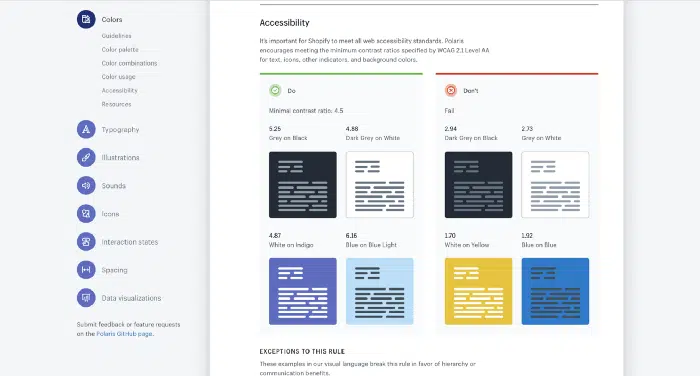 Colors
Guidelines
Color palette
Color combinations
Color usage
Accessibility
Resources
Typography
Illustrations
Sounds
Icons
Interaction states
Spacing
Data visualizations
Submit feedback or feature requests
on the Polaris GitHub page.
Accessibility
It's important for Shopify to meet all web accessibility standards. Polaris
encourages meeting the minimum contrast ratios specified by WCAG 2.1 Level AA
for text, icons, other indicators, and background colors.
Do
Minimal contrast ratio: 4.5
5.25
Grey on Black
4.88
Dark Grey on White
4.87
White on Indigo
6.16
Blue on Blue Light
Don't
Fail
2.94
Dark Grey on Black
2.73
Grey on White
1.70
White on Yellow
1.92
Blue on Blue
EXCEPTIONS TO THIS RULE
These examples in our visual language break this rule in favor of hierarchy or
communication benefits.